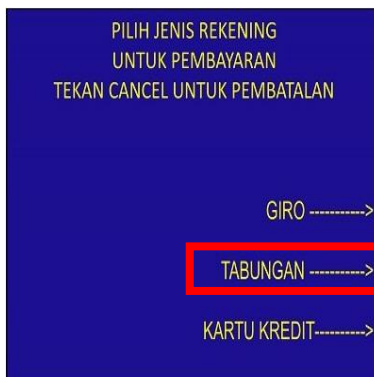 PILIH JENIS REKENING
UNTUK PEMBAYARAN
TEKAN CANCEL UNTUK PEMBATALAN
GIRO ----------->
TABUNGAN ----------->
KARTU KREDIT---------->